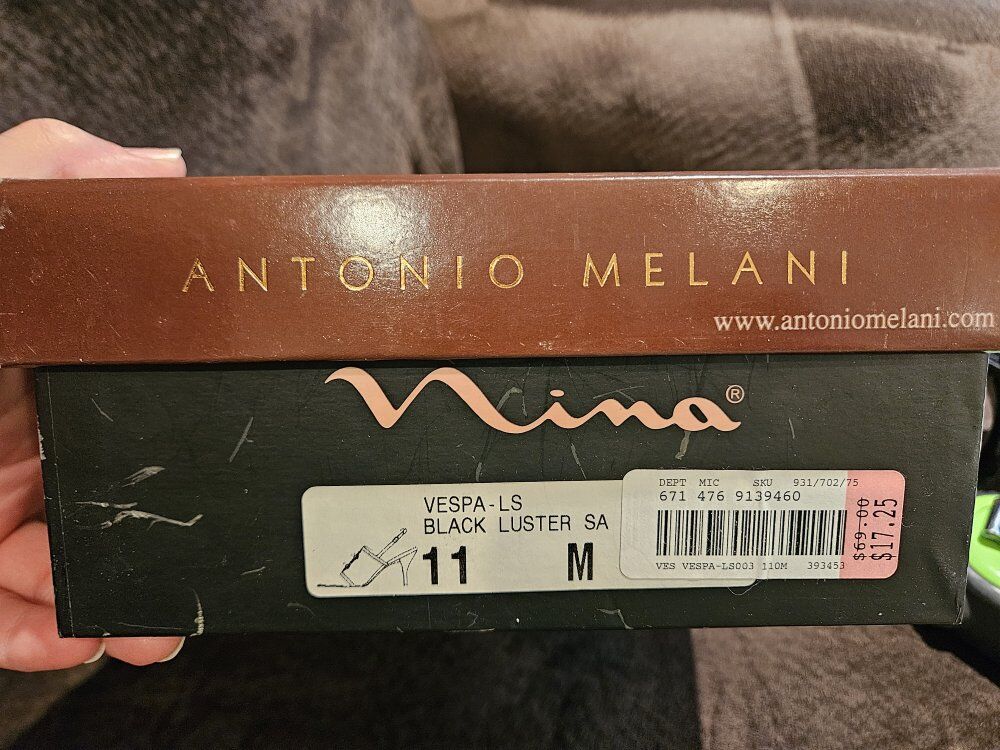 ANTONIO MELANI
www.antoniomelani.com
nina®
VESPA-LS
BLACK LUSTER SA
11 M
DEPT MIC SKU 931/702/75
671 476 9139460
VES VESPA-LS003 110M 393453
$69.00
$17.25